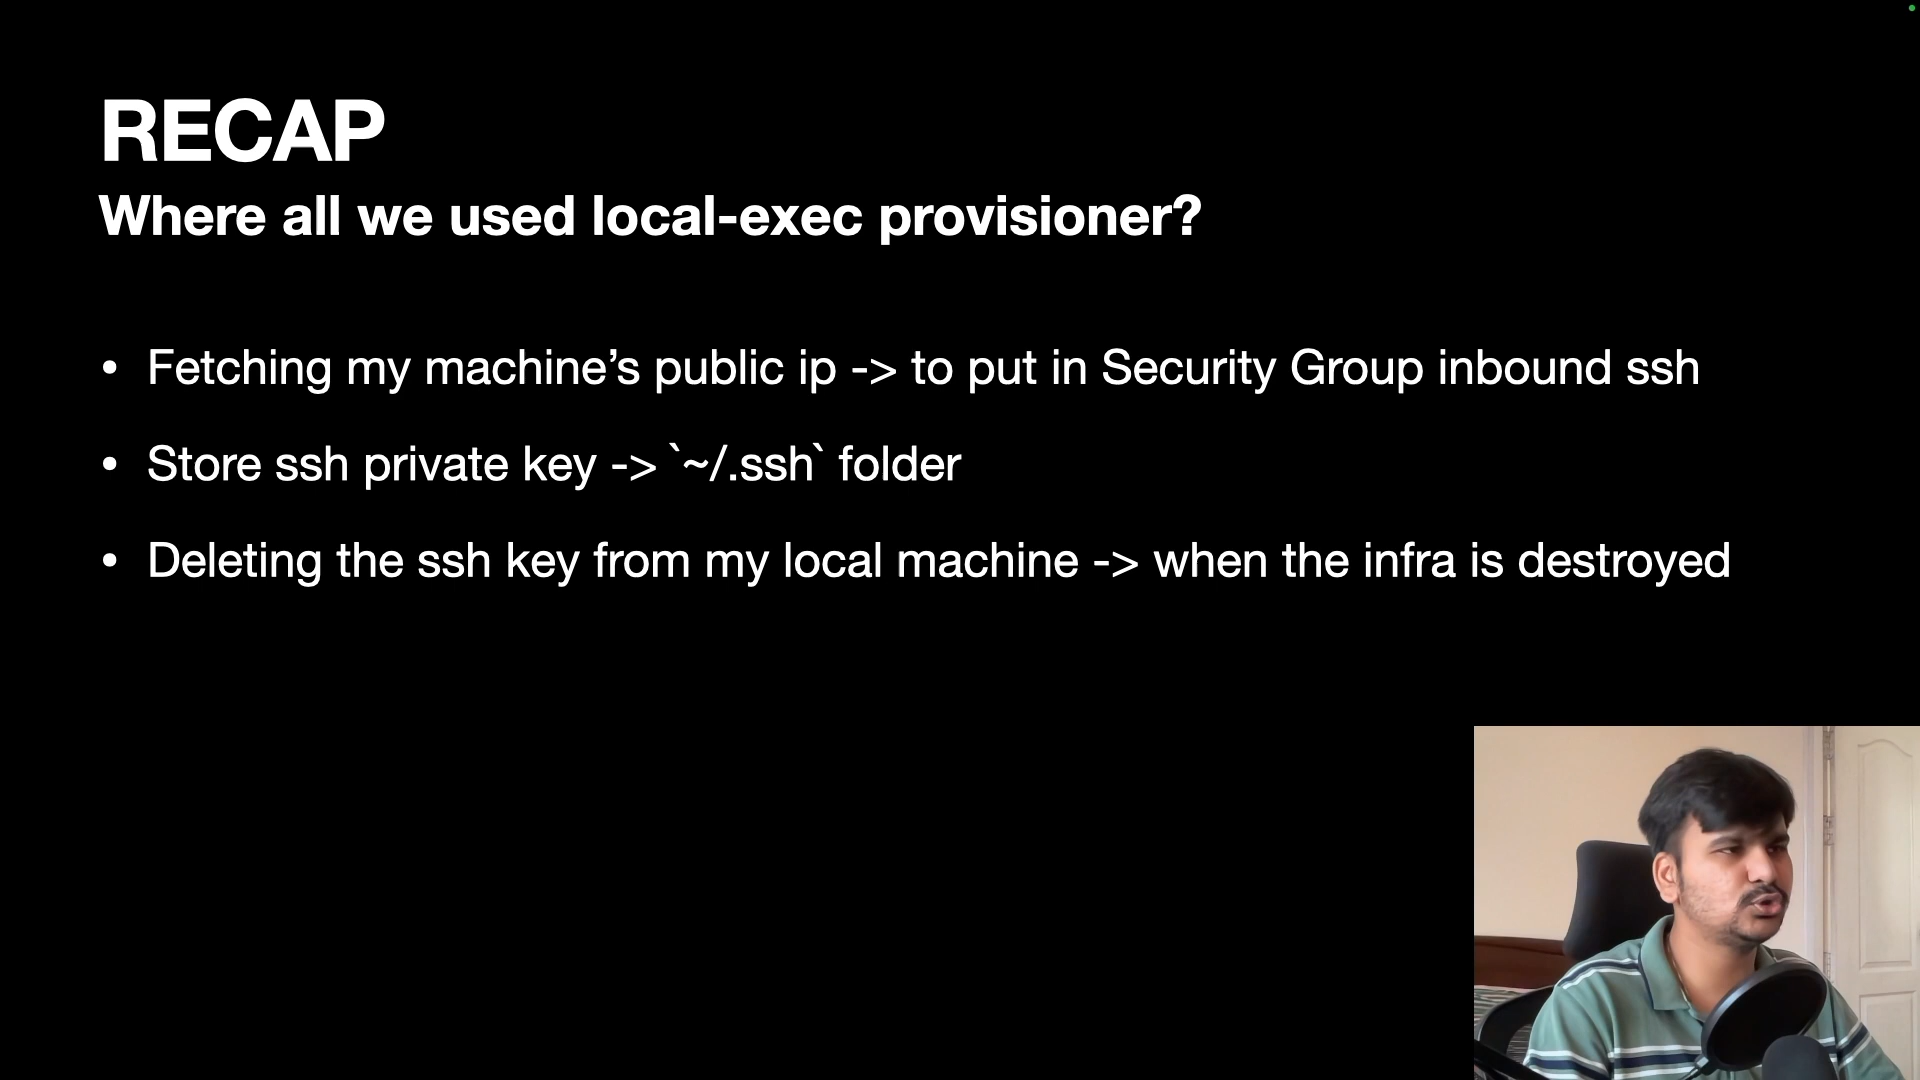 RECAP
Where all we used local-exec provisioner?
• Fetching my machine’s public ip -> to put in Security Group inbound ssh
• Store ssh private key -> `~/.ssh` folder
• Deleting the ssh key from my local machine -> when the infra is destroyed